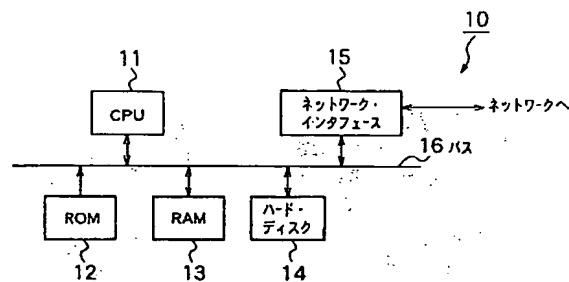 10
11
15
CPU
ネットワーク・
インタフェース
ネットワークへ
16 バス
ROM
RAM
ハード・
ディスク
12
13
14